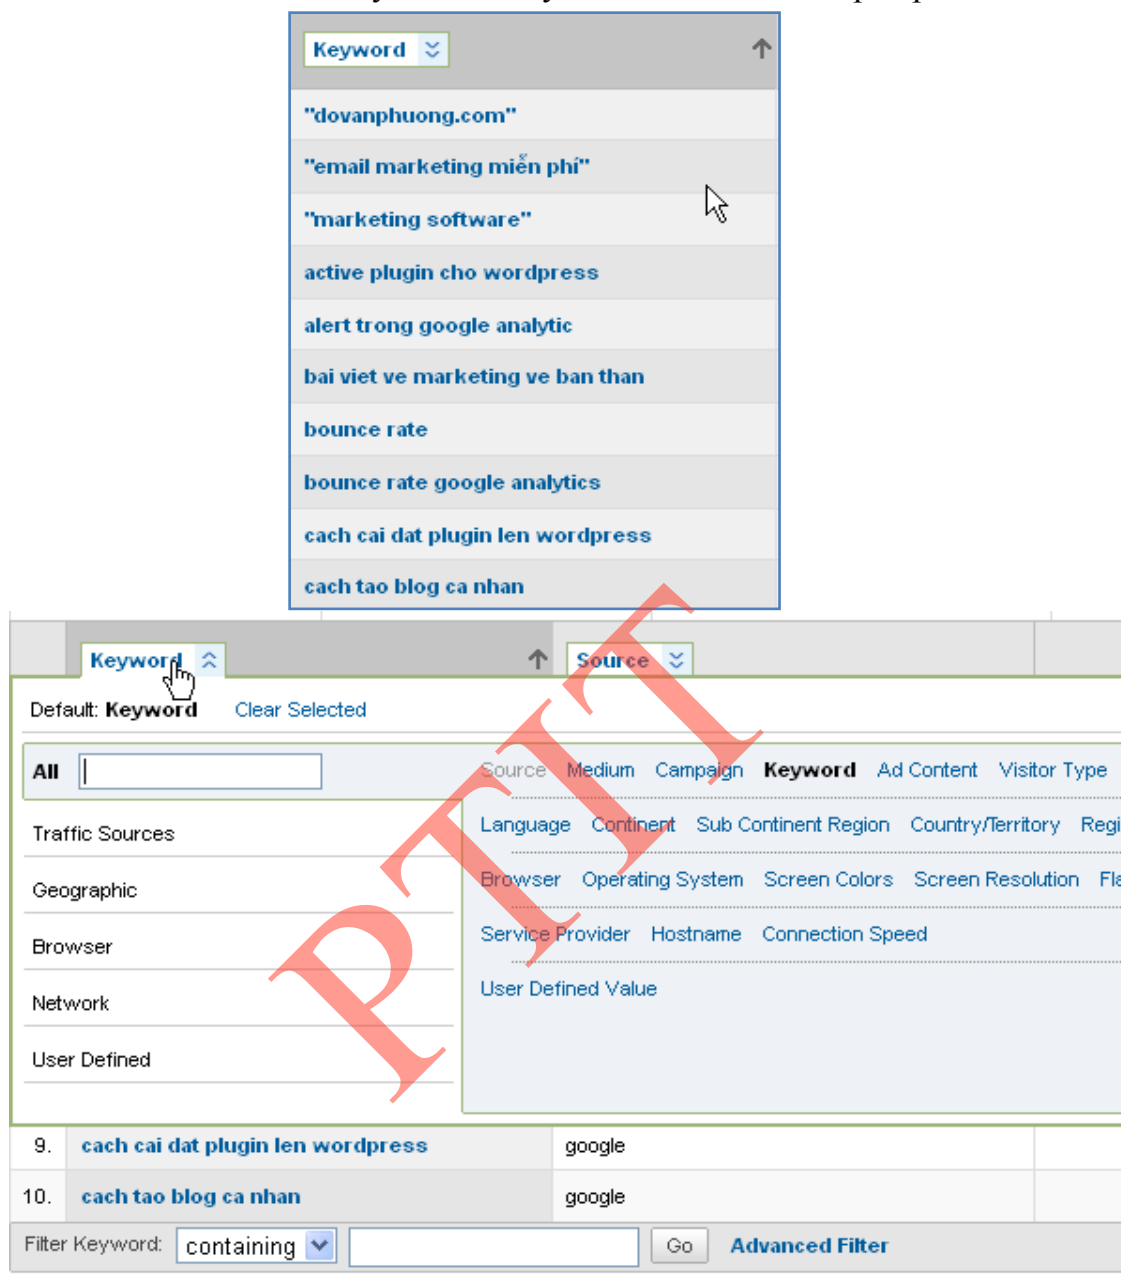 Keyword
"dovanphuong.com"
"email marketing miễn phí"
"marketing software"
active plugin cho wordpress
alert trong google analytic
bai viet ve marketing ve ban than
bounce rate
bounce rate google analytics
cach cai dat plugin len wordpress
cach tao blog ca nhan
Keyword Source
Default: Keyword Clear Selected
All Source Medium Campaign Keyword Ad Content Visitor Type
Language Continent Sub Continent Region Country/Territory
Traffic Sources
Browser Operating System Screen Colors Screen Resolution
Geographic
Service Provider Hostname Connection Speed
Browser
User Defined Value
Network
User Defined
PTIT
9. cach cai dat plugin len wordpress google
10. cach tao blog ca nhan google
Filter Keyword: containing Go Advanced Filter